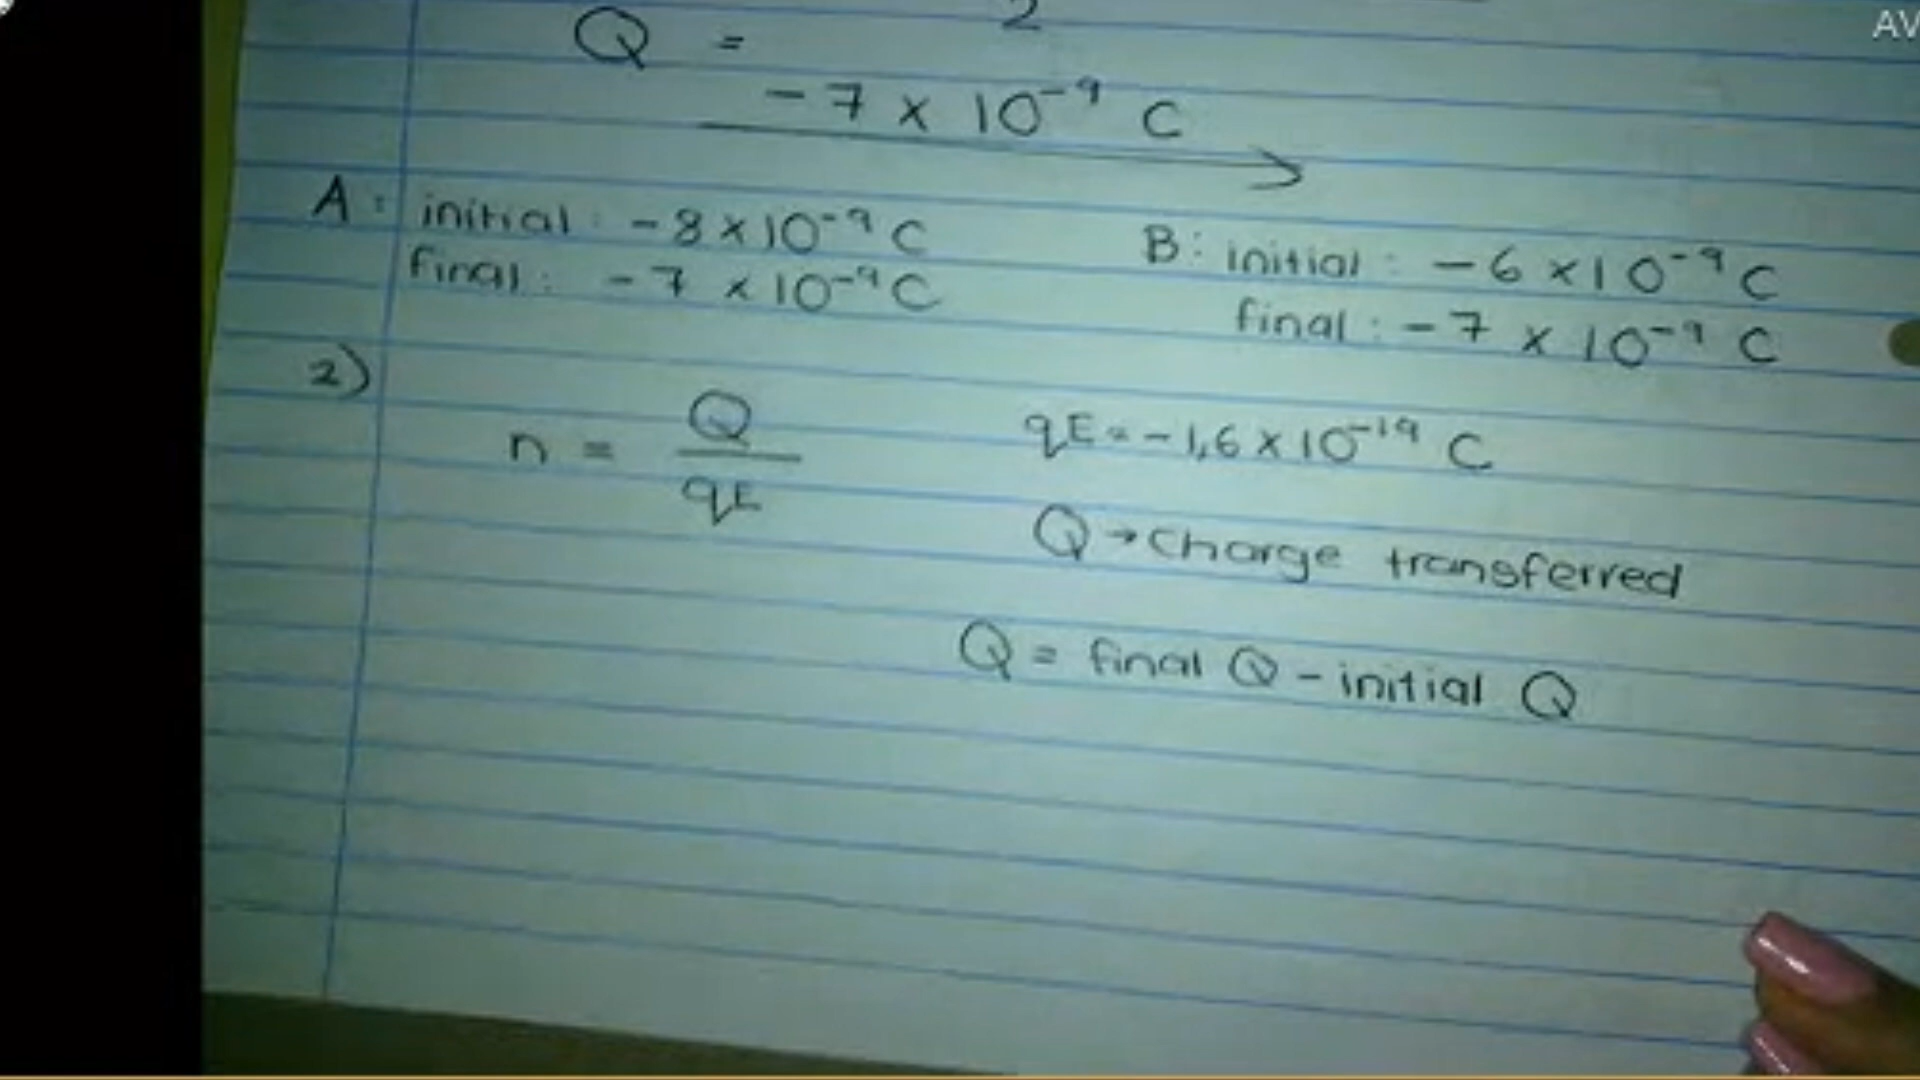 2
Q =
-7 x 10⁻⁹ C
A: initial: -8 x 10⁻⁹ C
final: -7 x 10⁻⁹ C
B: initial: -6 x 10⁻⁹ C
final: -7 x 10⁻⁹ C
2)
n = Q / qE
qE = -1,6 x 10⁻¹⁹ C
Q → charge transferred
Q = final Q - initial Q
AV